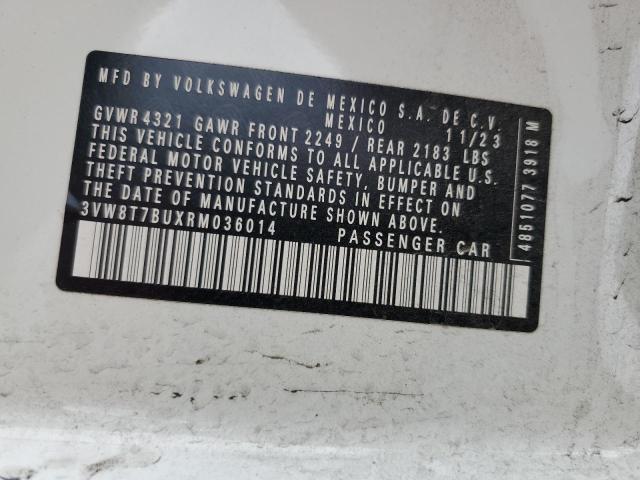 MFD BY VOLKSWAGEN DE MEXICO S.A. DE C.V.
MEXICO 11/23
GVWR 4321 GAWR FRONT 2249 / REAR 2183 LBS
THIS VEHICLE CONFORMS TO ALL APPLICABLE U.S.
FEDERAL MOTOR VEHICLE SAFETY, BUMPER AND
THEFT PREVENTION STANDARDS IN EFFECT ON
THE DATE OF MANUFACTURE SHOWN ABOVE.
3VW8T7BUXRM036014 PASSENGER CAR
4851077 3918 M